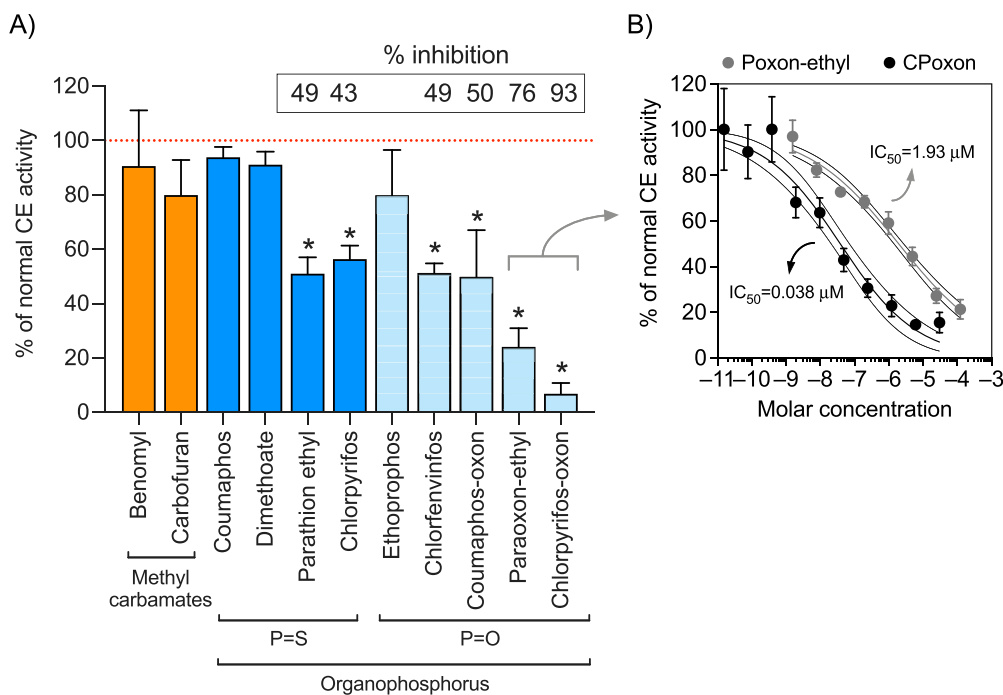 A)
% inhibition
49 43 49 50 76 93
% of normal CE activity
120
100
80
60
40
20
0
* * * * * *
Benomyl
Carbofuran
Coumaphos
Dimethoate
Parathion ethyl
Chlorpyrifos
Ethoprophos
Chlorfenvinfos
Coumaphos-oxon
Paraoxon-ethyl
Chlorpyrifos-oxon
Methyl
carbamates
P=S
P=O
Organophosphorus
B)
Poxon-ethyl CPoxon
% of normal CE activity
120
100
80
60
40
20
0
IC50=1.93 μM
IC50=0.038 μM
−11 −10 −9 −8 −7 −6 −5 −4 −3
Molar concentration